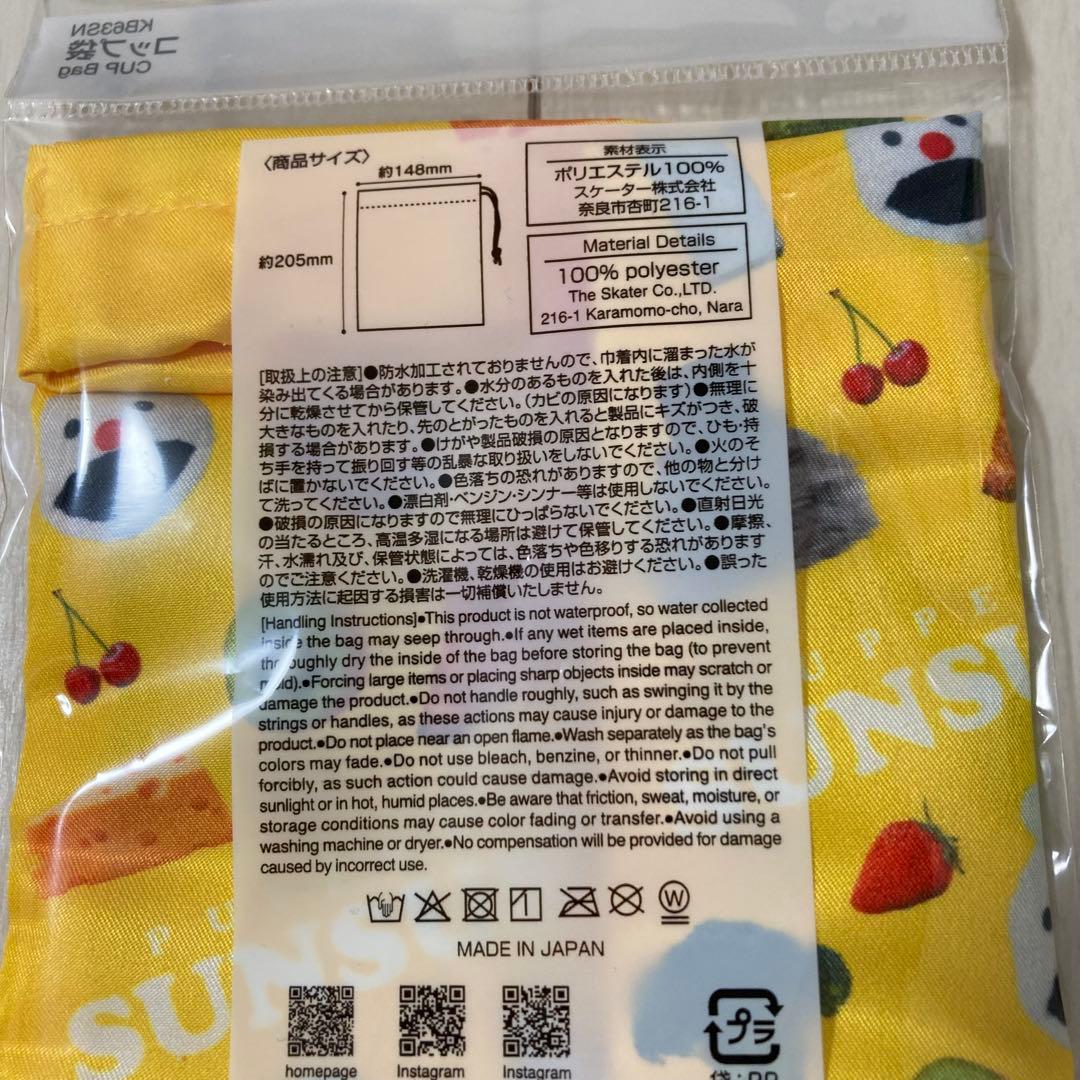 KB63SN
コップ袋
CUP Bag
〈商品サイズ〉
約148mm
約205mm
素材表示
ポリエステル100%
スケーター株式会社
奈良市杏町216-1
Material Details
100% polyester
The Skater Co.,LTD.
216-1 Karamomo-cho, Nara
[取扱上の注意]●防水加工されておりませんので、巾着内に溜まった水が
染み出てくる場合があります。●水分のあるものを入れた後は、内側を十
分に乾燥させてから保管してください。(カビの原因になります)●無理に
大きなものを入れたり、先のとがったものを入れると製品にキズがつき、破
損する場合があります。●けがや製品破損の原因となりますので、ひも・持
ち手を持って振り回す等の乱暴な取り扱いをしないでください。●火のそ
ばに置かないでください。●色落ちの恐れがありますので、他の物と分け
て洗ってください。●漂白剤・ベンジン・シンナー等は使用しないでください。
●破損の原因になりますので無理にひっぱらないでください。●直射日光
の当たるところ、高温多湿になる場所は避けて保管してください。●摩擦、
汗、水濡れ及び、保管状態によっては、色落ちや色移りする恐れがあります
のでご注意ください。●洗濯機、乾燥機の使用はお避けください。●誤った
使用方法に起因する損害は一切補償いたしません。
[Handling Instructions]●This product is not waterproof, so water collected
inside the bag may seep through.●If any wet items are placed inside,
thoroughly dry the inside of the bag before storing the bag (to prevent
mold).●Forcing large items or placing sharp objects inside may scratch or
damage the product.●Do not handle roughly, such as swinging it by the
strings or handles, as these actions may cause injury or damage to the
product.●Do not place near an open flame.●Wash separately as the bag's
colors may fade.●Do not use bleach, benzine, or thinner.●Do not pull
forcibly, as such action could cause damage.●Avoid storing in direct
sunlight or in hot, humid places.●Be aware that friction, sweat, moisture, or
storage conditions may cause color fading or transfer.●Avoid using a
washing machine or dryer.●No compensation will be provided for damage
caused by incorrect use.
W
MADE IN JAPAN
homepage
Instagram
Instagram
プラ
袋:PP
UPPE
SUNSU
PU
SUNSU